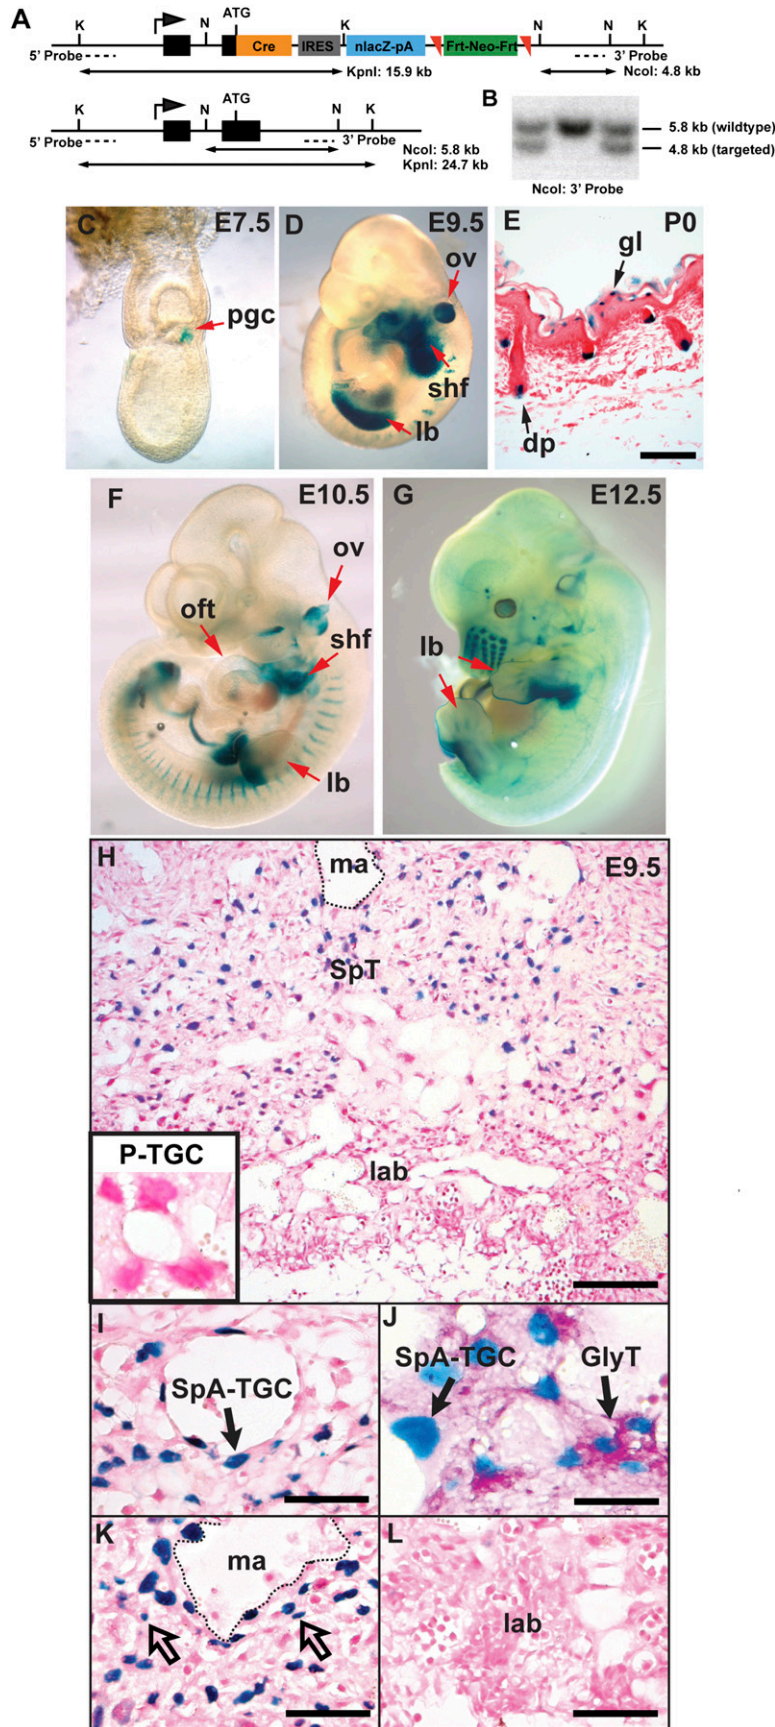 A
K
N
ATG
K
N
N
K
Cre
IRES
nlacZ-pA
Frt-Neo-Frt
5' Probe
3' Probe
KpnI: 15.9 kb
NcoI: 4.8 kb
K
N
ATG
N
K
5' Probe
3' Probe
NcoI: 5.8 kb
KpnI: 24.7 kb
B
5.8 kb (wildtype)
4.8 kb (targeted)
NcoI: 3' Probe
C
E7.5
pgc
D
E9.5
ov
shf
lb
E
P0
gl
dp
F
E10.5
ov
oft
shf
lb
G
E12.5
lb
H
E9.5
ma
SpT
lab
P-TGC
I
SpA-TGC
J
SpA-TGC
GlyT
K
ma
L
lab